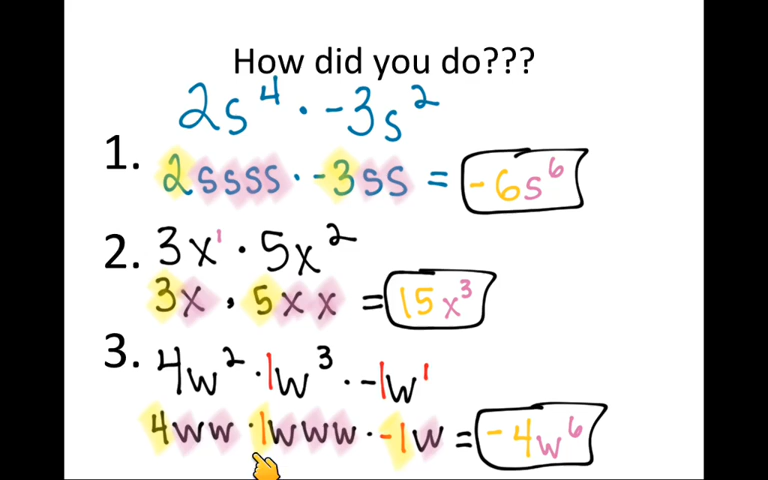 How did you do???
2s⁴ · -3s²
1.
2ssss · -3ss = -6s⁶
2. 3x¹ · 5x²
3x · 5xx = 15x³
3. 4w² · 1w³ · -1w¹
4ww · 1www · -1w = -4w⁶